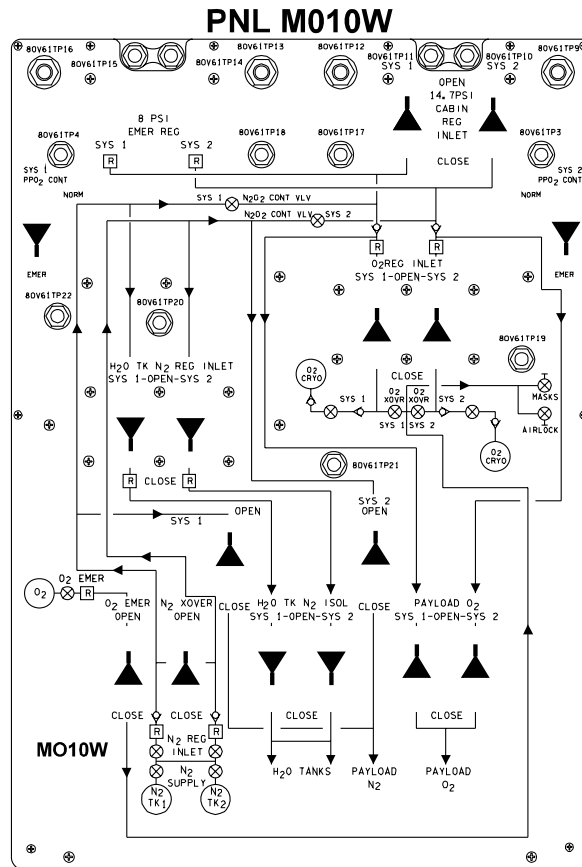 PNL M010W
80V61TP16
80V61TP15
80V61TP14
80V61TP13
80V61TP12
80V61TP11
SYS 1
80V61TP10
SYS 2
80V61TP9
OPEN
14.7PSI
CABIN
REG
INLET
CLOSE
8 PSI
EMER REG
SYS 1
SYS 2
R
R
80V61TP4
80V61TP18
80V61TP17
80V61TP3
SYS 1
PPO2 CONT
NORM
EMER
SYS 2
PPO2 CONT
NORM
EMER
SYS 1
N2O2 CONT VLV
N2O2 CONT VLV
SYS 2
R
R
O2REG INLET
SYS 1-OPEN-SYS 2
80V61TP22
80V61TP20
80V61TP19
H2O TK N2 REG INLET
SYS 1-OPEN-SYS 2
O2
CRYO
CLOSE
SYS 1
O2
XOVR
O2
XOVR
SYS 2
SYS 1
SYS 2
MASKS
AIRLOCK
O2
CRYO
80V61TP21
R
CLOSE
R
SYS 1
OPEN
SYS 2
OPEN
O2
O2 EMER
R
O2 EMER
OPEN
N2 XOVER
OPEN
CLOSE
H2O TK N2 ISOL
SYS 1-OPEN-SYS 2
CLOSE
PAYLOAD O2
SYS 1-OPEN-SYS 2
CLOSE
CLOSE
CLOSE
CLOSE
R
R
MO10W
N2 REG
INLET
N2
SUPPLY
N2
TK1
N2
TK2
H2O TANKS
PAYLOAD
N2
PAYLOAD
O2